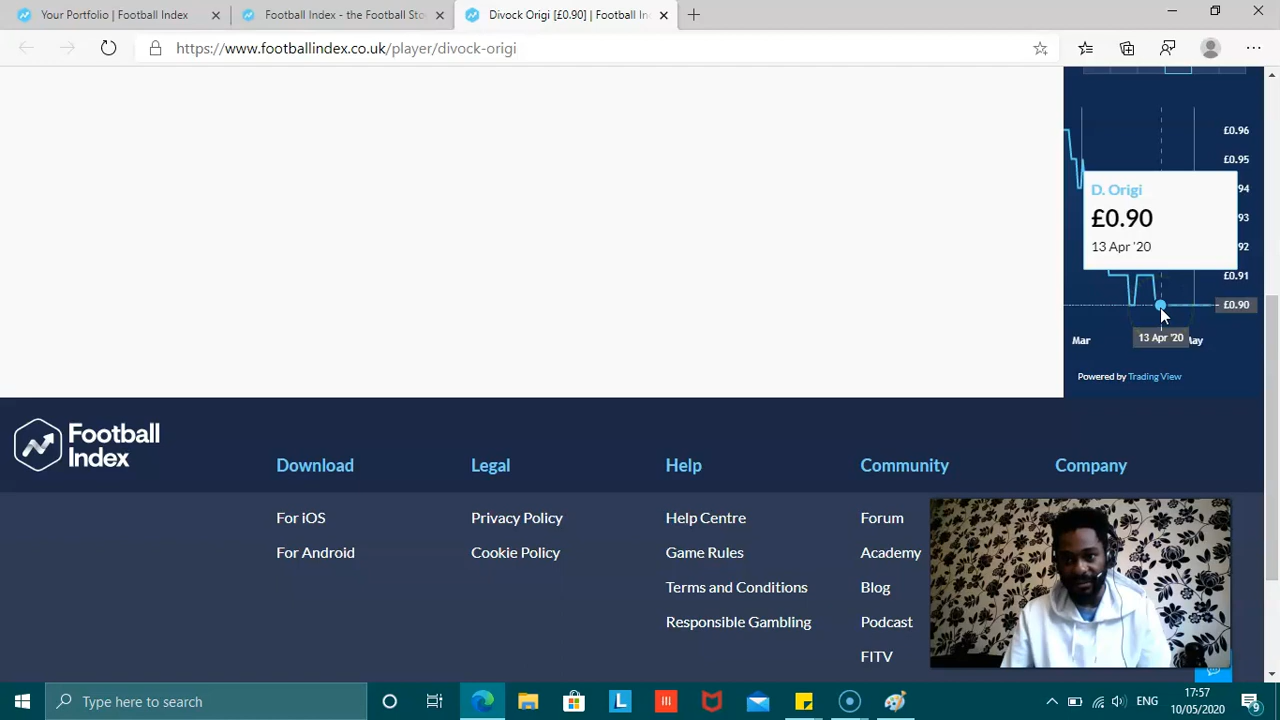 Your Portfolio | Football Index
Football Index - the Football Sto
Divock Origi [£0.90] | Football In
https://www.footballindex.co.uk/player/divock-origi
£0.96
£0.95
94
93
92
£0.91
£0.90
D. Origi
£0.90
13 Apr '20
Mar
13 Apr '20
Powered by Trading View
Football
Index
Download
Legal
Help
Community
Company
For iOS
Privacy Policy
Help Centre
Forum
For Android
Cookie Policy
Game Rules
Academy
Terms and Conditions
Blog
Responsible Gambling
Podcast
FITV
Type here to search
L
ENG
17:57
10/05/2020
9